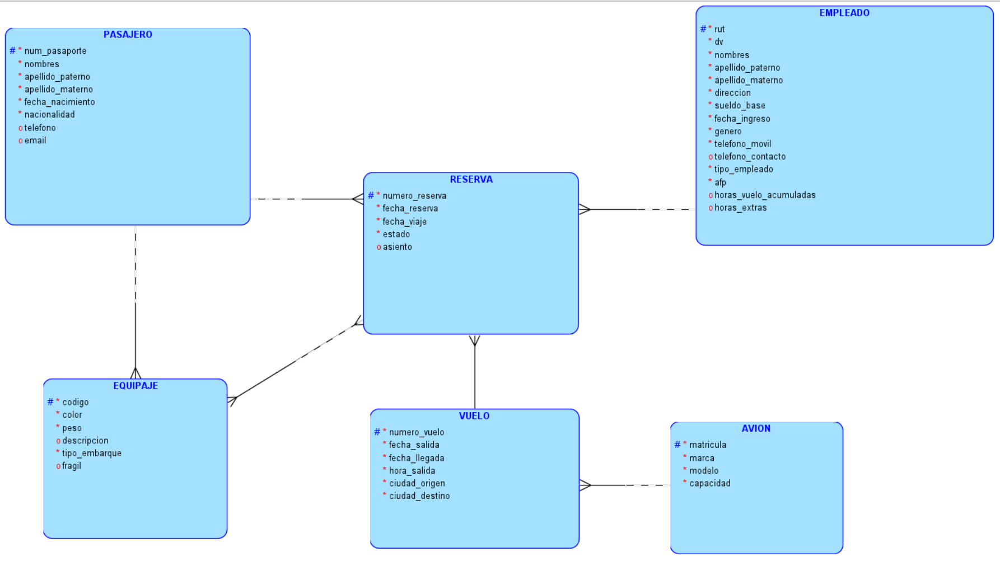 PASAJERO
# * num_pasaporte
* nombres
* apellido_paterno
* apellido_materno
* fecha_nacimiento
* nacionalidad
o telefono
o email
EMPLEADO
# * rut
* dv
* nombres
* apellido_paterno
* apellido_materno
* direccion
* sueldo_base
* fecha_ingreso
* genero
* telefono_movil
o telefono_contacto
* tipo_empleado
* afp
o horas_vuelo_acumuladas
o horas_extras
RESERVA
# * numero_reserva
* fecha_reserva
* fecha_viaje
* estado
o asiento
EQUIPAJE
# * codigo
* color
* peso
o descripcion
* tipo_embarque
o fragil
VUELO
# * numero_vuelo
* fecha_salida
* fecha_llegada
* hora_salida
* ciudad_origen
* ciudad_destino
AVION
# * matricula
* marca
* modelo
* capacidad